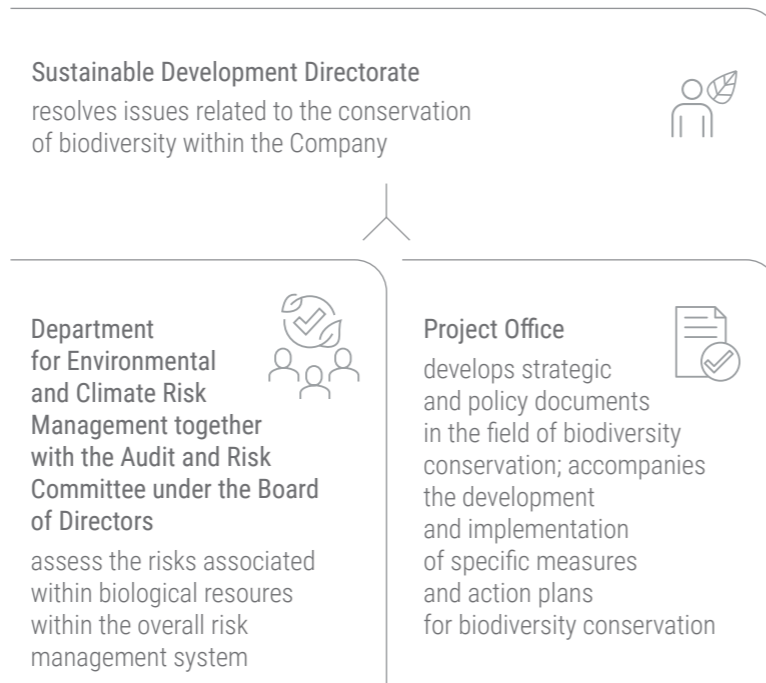 Sustainable Development Directorate
resolves issues related to the conservation
of biodiversity within the Company
Department
for Environmental
and Climate Risk
Management together
with the Audit and Risk
Committee under the Board
of Directors
assess the risks associated
within biological resoures
within the overall risk
management system
Project Office
develops strategic
and policy documents
in the field of biodiversity
conservation; accompanies
the development
and implementation
of specific measures
and action plans
for biodiversity conservation